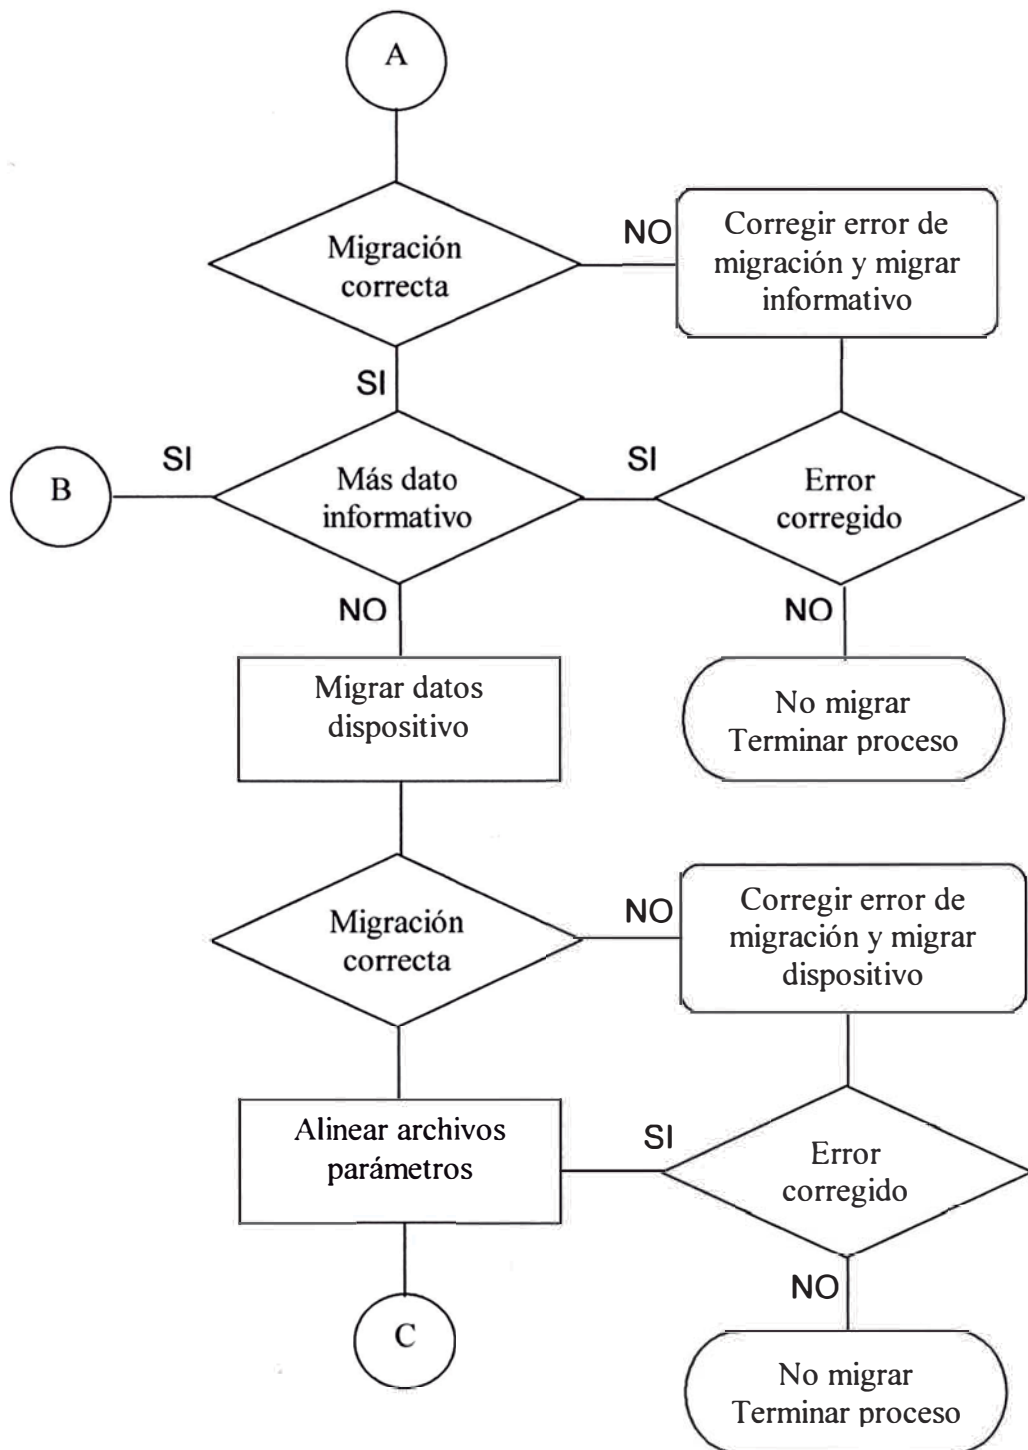 A
Migración
correcta
NO
Corregir error de
migración y migrar
informativo
SI
B
SI
Más dato
informativo
SI
Error
corregido
NO
NO
Migrar datos
dispositivo
No migrar
Terminar proceso
Migración
correcta
NO
Corregir error de
migración y migrar
dispositivo
Alinear archivos
parámetros
SI
Error
corregido
NO
C
No migrar
Terminar proceso